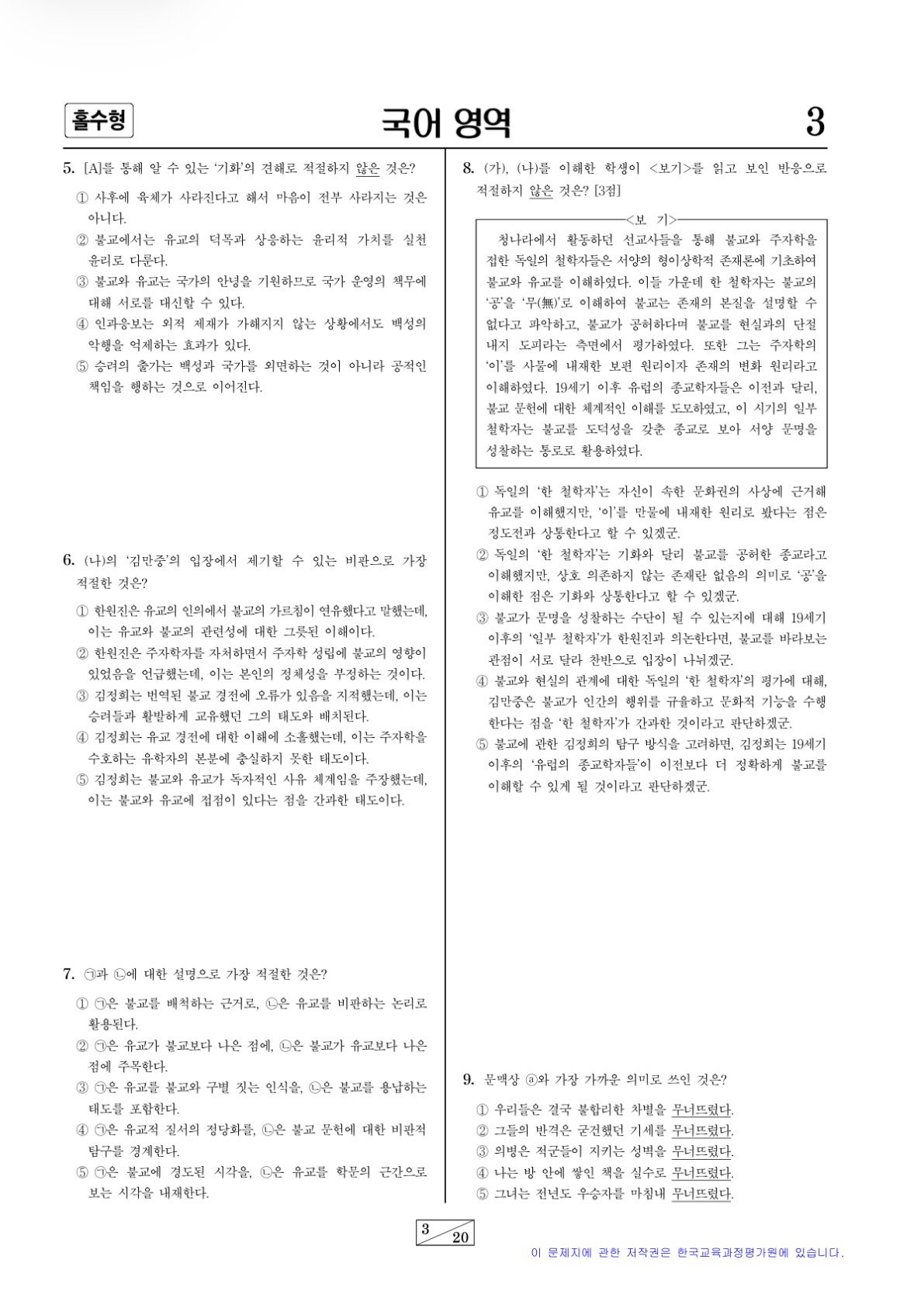 홀수형
국어 영역
3
5. [A]를 통해 알 수 있는 ‘기화’의 견해로 적절하지 않은 것은?
① 사후에 육체가 사라진다고 해서 마음이 전부 사라지는 것은
아니다.
② 불교에서는 유교의 덕목과 상응하는 윤리적 가치를 실천
윤리로 다룬다.
③ 불교와 유교는 국가의 안녕을 기원하므로 국가 운영의 책무에
대해 서로를 대신할 수 있다.
④ 인과응보는 외적 제재가 가해지지 않는 상황에서도 백성의
악행을 억제하는 효과가 있다.
⑤ 승려의 출가는 백성과 국가를 외면하는 것이 아니라 공적인
책임을 행하는 것으로 이어진다.
6. (나)의 ‘김만중’의 입장에서 제기할 수 있는 비판으로 가장
적절한 것은?
① 한원진은 유교의 인의에서 불교의 가르침이 연유했다고 말했는데,
이는 유교와 불교의 관련성에 대한 그릇된 이해이다.
② 한원진은 주자학자를 자처하면서 주자학 성립에 불교의 영향이
있었음을 언급했는데, 이는 본인의 정체성을 부정하는 것이다.
③ 김정희는 번역된 불교 경전에 오류가 있음을 지적했는데, 이는
승려들과 활발하게 교유했던 그의 태도와 배치된다.
④ 김정희는 유교 경전에 대한 이해에 소홀했는데, 이는 주자학을
수호하는 유학자의 본분에 충실하지 못한 태도이다.
⑤ 김정희는 불교와 유교가 독자적인 사유 체계임을 주장했는데,
이는 불교와 유교에 접점이 있다는 점을 간과한 태도이다.
7. ㉠과 ㉡에 대한 설명으로 가장 적절한 것은?
① ㉠은 불교를 배척하는 근거로, ㉡은 유교를 비판하는 논리로
활용된다.
② ㉠은 유교가 불교보다 나은 점에, ㉡은 불교가 유교보다 나은
점에 주목한다.
③ ㉠은 유교를 불교와 구별 짓는 인식을, ㉡은 불교를 용납하는
태도를 포함한다.
④ ㉠은 유교적 질서의 정당화를, ㉡은 불교 문헌에 대한 비판적
탐구를 경계한다.
⑤ ㉠은 불교에 경도된 시각을, ㉡은 유교를 학문의 근간으로
보는 시각을 내재한다.
8. (가), (나)를 이해한 학생이 <보기>를 읽고 보인 반응으로
적절하지 않은 것은? [3점]
<보 기>
청나라에서 활동하던 선교사들을 통해 불교와 주자학을
접한 독일의 철학자들은 서양의 형이상학적 존재론에 기초하여
불교와 유교를 이해하였다. 이들 가운데 한 철학자는 불교의
‘공’을 ‘무(無)’로 이해하여 불교는 존재의 본질을 설명할 수
없다고 파악하고, 불교가 공허하다며 불교를 현실과의 단절
내지 도피라는 측면에서 평가하였다. 또한 그는 주자학의
‘이’를 사물에 내재한 보편 원리이자 존재의 변화 원리라고
이해하였다. 19세기 이후 유럽의 종교학자들은 이전과 달리,
불교 문헌에 대한 체계적인 이해를 도모하였고, 이 시기의 일부
철학자는 불교를 도덕성을 갖춘 종교로 보아 서양 문명을
성찰하는 통로로 활용하였다.
① 독일의 ‘한 철학자’는 자신이 속한 문화권의 사상에 근거해
유교를 이해했지만, ‘이’를 만물에 내재한 원리로 봤다는 점은
정도전과 상통한다고 할 수 있겠군.
② 독일의 ‘한 철학자’는 기화와 달리 불교를 공허한 종교라고
이해했지만, 상호 의존하지 않는 존재란 없음의 의미로 ‘공’을
이해한 점은 기화와 상통한다고 할 수 있겠군.
③ 불교가 문명을 성찰하는 수단이 될 수 있는지에 대해 19세기
이후의 ‘일부 철학자’가 한원진과 의논한다면, 불교를 바라보는
관점이 서로 달라 찬반으로 입장이 나뉘겠군.
④ 불교와 현실의 관계에 대한 독일의 ‘한 철학자’의 평가에 대해,
김만중은 불교가 인간의 행위를 규율하고 문화적 기능을 수행
한다는 점을 ‘한 철학자’가 간과한 것이라고 판단하겠군.
⑤ 불교에 관한 김정희의 탐구 방식을 고려하면, 김정희는 19세기
이후의 ‘유럽의 종교학자들’이 이전보다 더 정확하게 불교를
이해할 수 있게 될 것이라고 판단하겠군.
9. 문맥상 ⓐ와 가장 가까운 의미로 쓰인 것은?
① 우리들은 결국 불합리한 차별을 무너뜨렸다.
② 그들의 반격은 굳건했던 기세를 무너뜨렸다.
③ 의병은 적군들이 지키는 성벽을 무너뜨렸다.
④ 나는 방 안에 쌓인 책을 실수로 무너뜨렸다.
⑤ 그녀는 전년도 우승자를 마침내 무너뜨렸다.
3
20
이 문제지에 관한 저작권은 한국교육과정평가원에 있습니다.